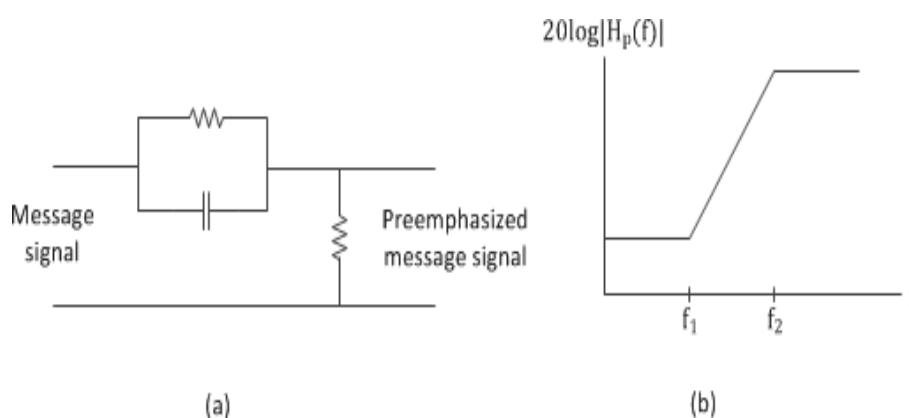 Message
signal
Preemphasized
message signal
(a)
20log|Hₚ(f)|
f₁
f₂
(b)